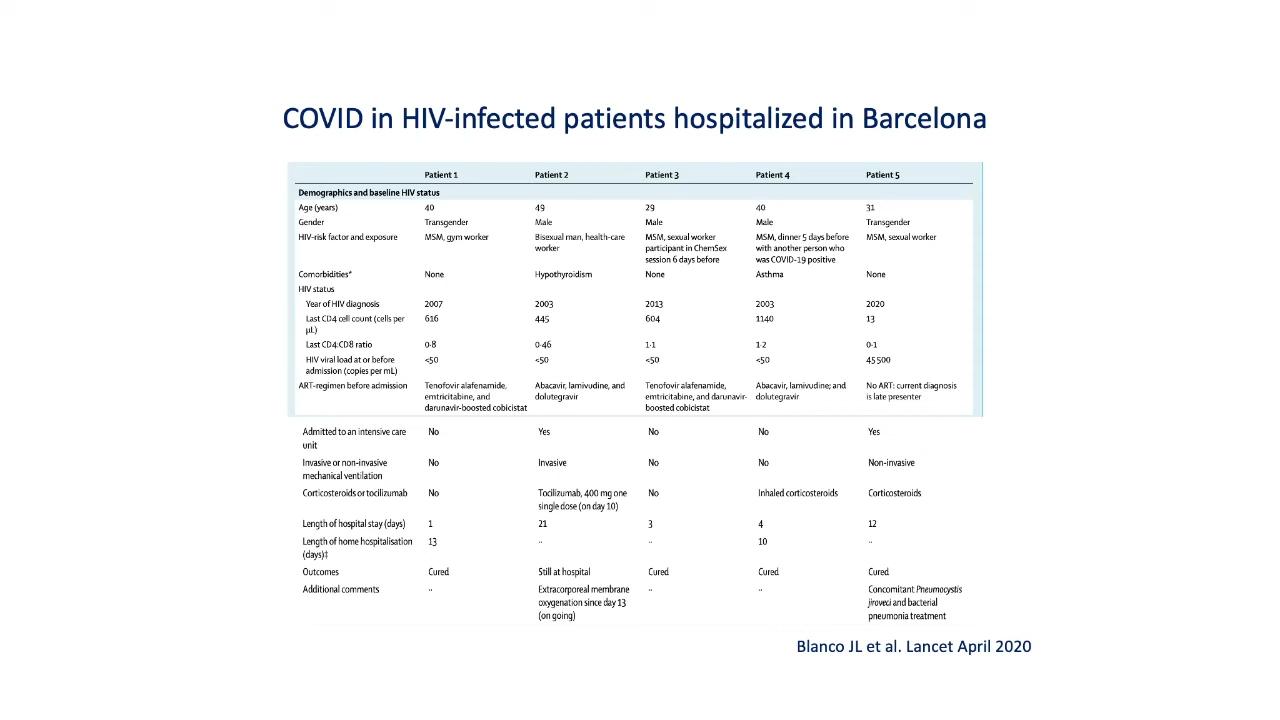 COVID in HIV-infected patients hospitalized in Barcelona
Patient 1 Patient 2 Patient 3 Patient 4 Patient 5
Demographics and baseline HIV status
Age (years) 40 49 29 40 31
Gender Transgender Male Male Male Transgender
HIV-risk factor and exposure MSM, gym worker Bisexual man, health-care MSM, sexual worker MSM, dinner 5 days before MSM, sexual worker
worker participant in ChemSex with another person who
session 6 days before was COVID-19 positive
Comorbidities* None Hypothyroidism None Asthma None
HIV status
Year of HIV diagnosis 2007 2003 2013 2003 2020
Last CD4 cell count (cells per 616 445 604 1140 13
μL)
Last CD4:CD8 ratio 0·8 0·46 1·1 1·2 0·1
HIV viral load at or before <50 <50 <50 <50 45 500
admission (copies per mL)
ART-regimen before admission Tenofovir alafenamide, Abacavir, lamivudine, and Tenofovir alafenamide, Abacavir, lamivudine; and No ART: current diagnosis
emtricitabine, and dolutegravir emtricitabine, and darunavir- dolutegravir is late presenter
darunavir-boosted cobicistat boosted cobicistat
Admitted to an intensive care No Yes No No Yes
unit
Invasive or non-invasive No Invasive No No Non-invasive
mechanical ventilation
Corticosteroids or tocilizumab No Tocilizumab, 400 mg one No Inhaled corticosteroids Corticosteroids
single dose (on day 10)
Length of hospital stay (days) 1 21 3 4 12
Length of home hospitalisation 13 ·· ·· 10 ··
(days)‡
Outcomes Cured Still at hospital Cured Cured Cured
Additional comments ·· Extracorporeal membrane ·· ·· Concomitant Pneumocystis
oxygenation since day 13 jiroveci and bacterial
(on going) pneumonia treatment
Blanco JL et al. Lancet April 2020